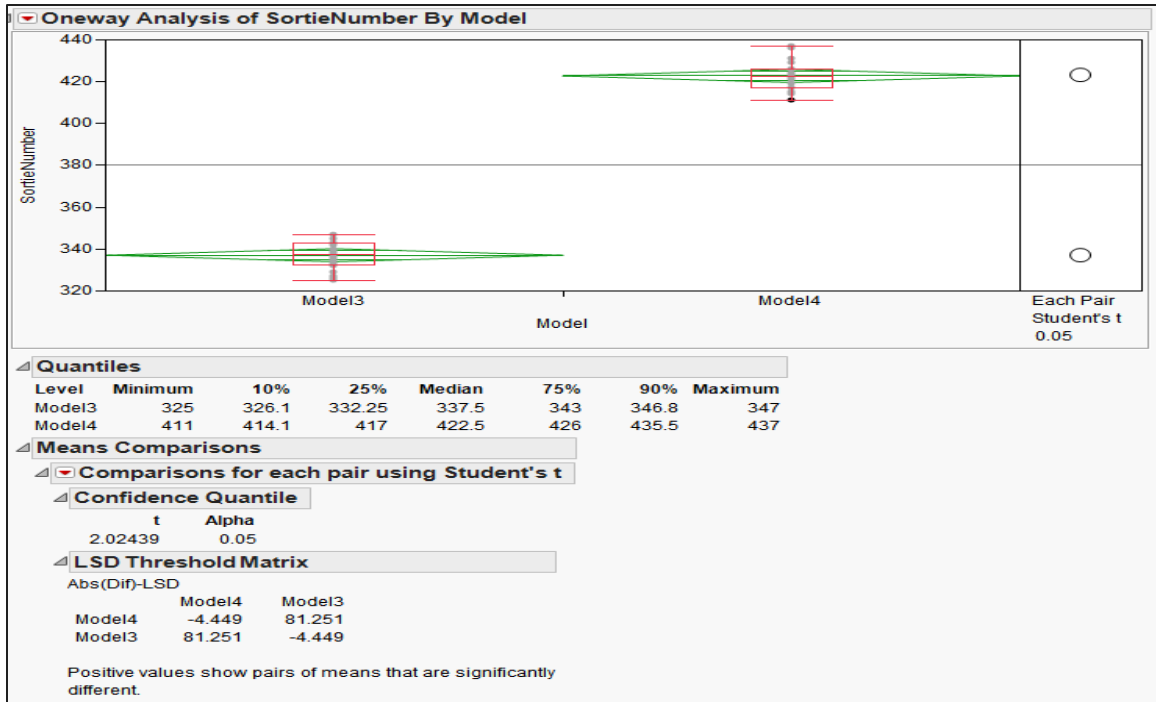 Oneway Analysis of SortieNumber By Model
440
420
400
380
360
340
320
SortieNumber
Model3 Model4
Model
Each Pair
Student's t
0.05
Quantiles
Level Minimum 10% 25% Median 75% 90% Maximum
Model3 325 326.1 332.25 337.5 343 346.8 347
Model4 411 414.1 417 422.5 426 435.5 437
Means Comparisons
Comparisons for each pair using Student's t
Confidence Quantile
t Alpha
2.02439 0.05
LSD Threshold Matrix
Abs(Dif)-LSD
Model4 Model3
Model4 -4.449 81.251
Model3 81.251 -4.449
Positive values show pairs of means that are significantly
different.